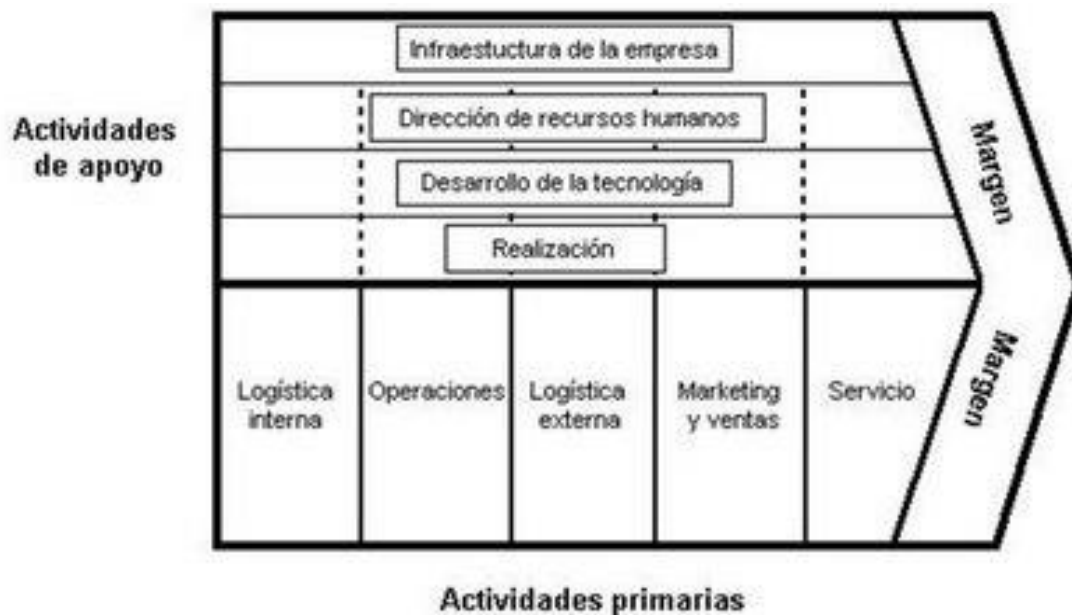 Infraestuctura de la empresa
Actividades
de apoyo
Dirección de recursos humanos
Desarrollo de la tecnología
Realización
Margen
Margen
Logística
interna
Operaciones
Logística
externa
Marketing
y ventas
Servicio
Actividades primarias